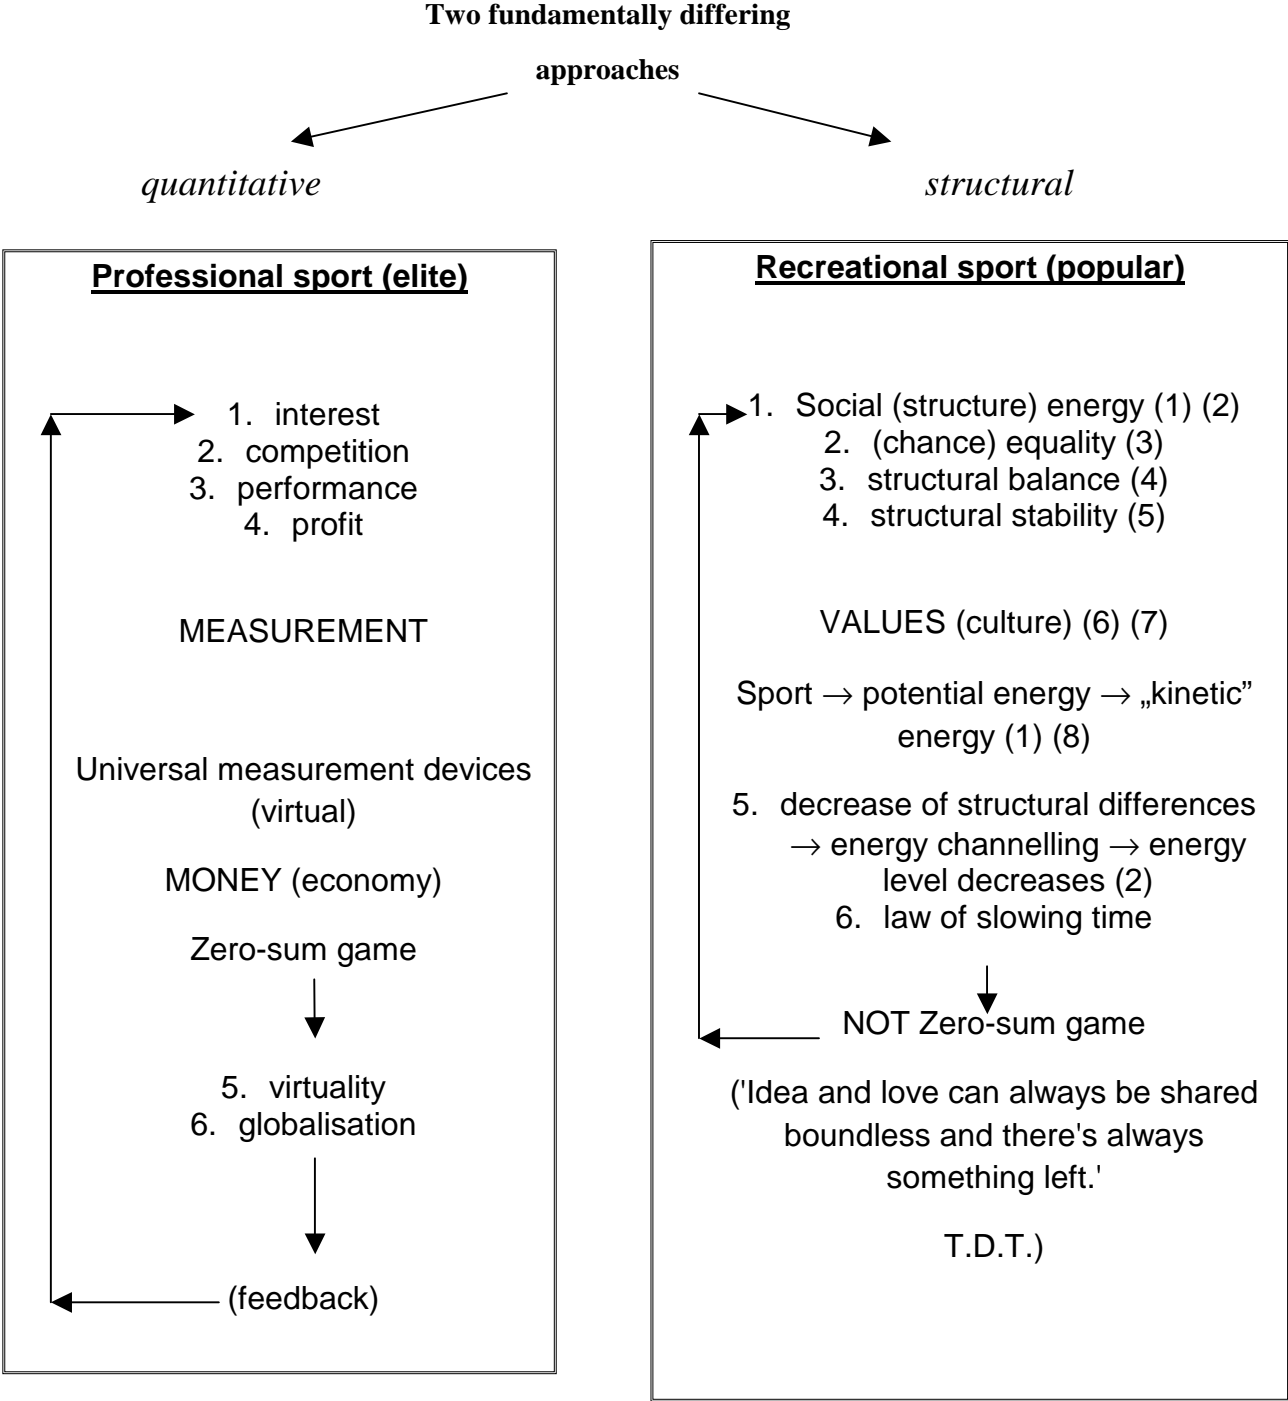 Two fundamentally differing
approaches
quantitative
structural
Professional sport (elite)
1. interest
2. competition
3. performance
4. profit
MEASUREMENT
Universal measurement devices
(virtual)
MONEY (economy)
Zero-sum game
5. virtuality
6. globalisation
(feedback)
Recreational sport (popular)
1. Social (structure) energy (1) (2)
2. (chance) equality (3)
3. structural balance (4)
4. structural stability (5)
VALUES (culture) (6) (7)
Sport → potential energy → „kinetic”
energy (1) (8)
5. decrease of structural differences
→ energy channelling → energy
level decreases (2)
6. law of slowing time
NOT Zero-sum game
('Idea and love can always be shared
boundless and there's always
something left.'
T.D.T.)